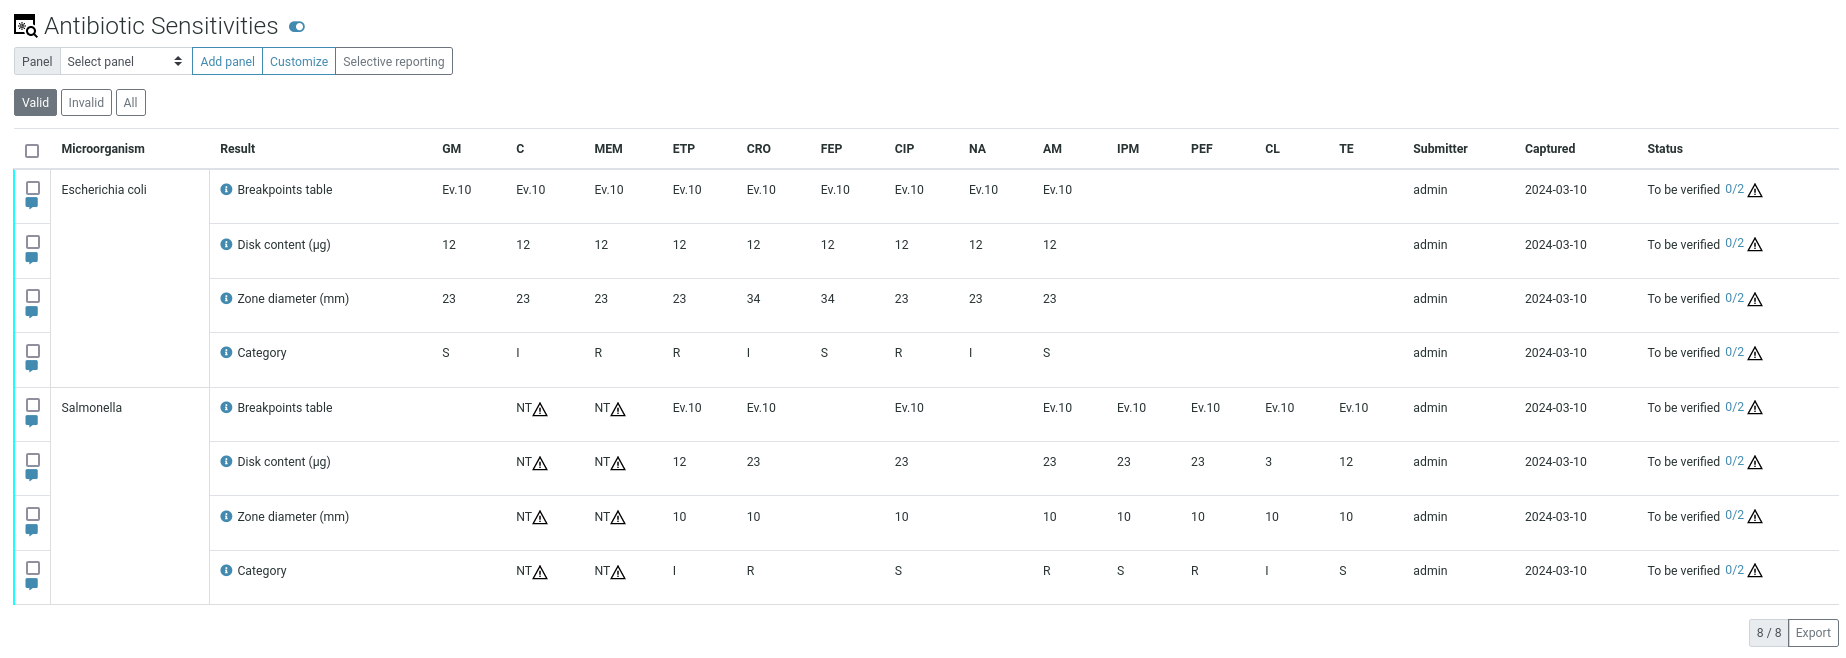 Antibiotic Sensitivities
Panel Select panel Add panel Customize Selective reporting
Valid Invalid All
Microorganism Result GM C MEM ETP CRO FEP CIP NA AM IPM PEF CL TE Submitter Captured Status
Escherichia coli Breakpoints table Ev.10 Ev.10 Ev.10 Ev.10 Ev.10 Ev.10 Ev.10 Ev.10 Ev.10 admin 2024-03-10 To be verified 0/2
Disk content (µg) 12 12 12 12 12 12 12 12 12 admin 2024-03-10 To be verified 0/2
Zone diameter (mm) 23 23 23 23 34 34 23 23 23 admin 2024-03-10 To be verified 0/2
Category S I R R I S R I S admin 2024-03-10 To be verified 0/2
Salmonella Breakpoints table NT NT Ev.10 Ev.10 Ev.10 Ev.10 Ev.10 Ev.10 Ev.10 Ev.10 admin 2024-03-10 To be verified 0/2
Disk content (µg) NT NT 12 23 23 23 23 23 3 12 admin 2024-03-10 To be verified 0/2
Zone diameter (mm) NT NT 10 10 10 10 10 10 10 10 admin 2024-03-10 To be verified 0/2
Category NT NT I R S R S R I S admin 2024-03-10 To be verified 0/2
8 / 8 Export